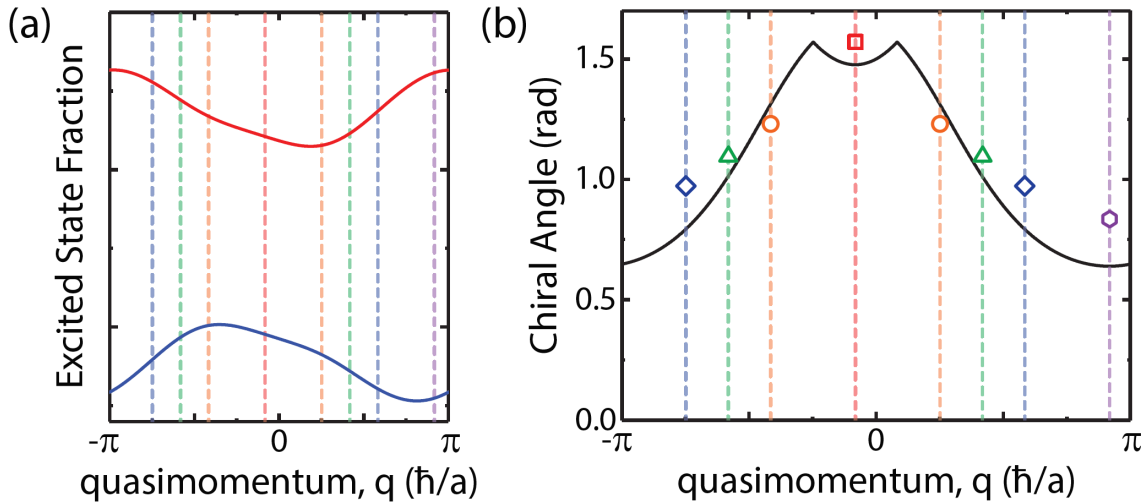 (a)
Excited State Fraction
-π 0 π
quasimomentum, q (ħ/a)
(b)
Chiral Angle (rad)
1.5
1.0
0.5
0.0
-π 0 π
quasimomentum, q (ħ/a)